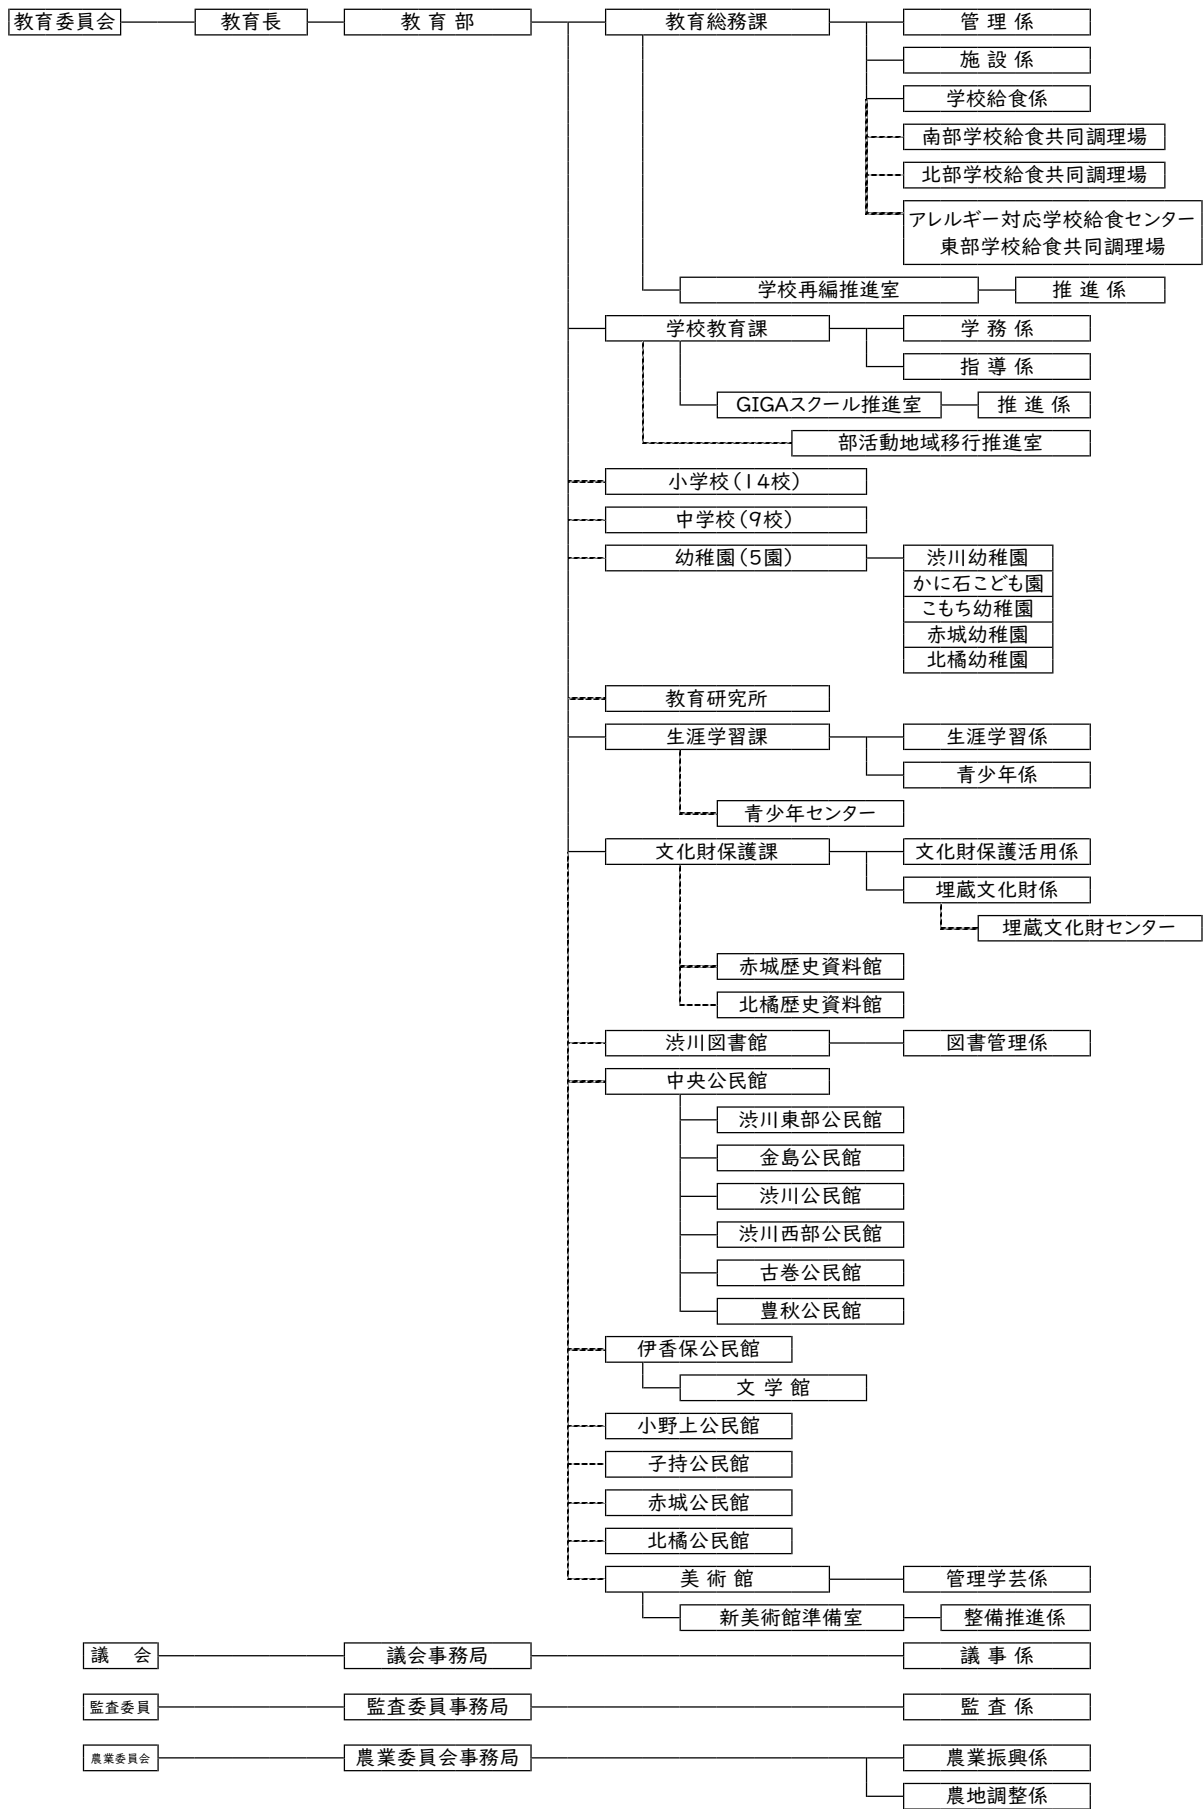 教育委員会 教育長 教 育 部 教育総務課 管 理 係
施 設 係
学校給食係
南部学校給食共同調理場
北部学校給食共同調理場
アレルギー対応学校給食センター
東部学校給食共同調理場
学校再編推進室 推 進 係
学校教育課 学 務 係
指 導 係
GIGAスクール推進室 推 進 係
部活動地域移行推進室
小学校(14校)
中学校(9校)
幼稚園(5園) 渋川幼稚園
かに石こども園
こもち幼稚園
赤城幼稚園
北橘幼稚園
教育研究所
生涯学習課 生涯学習係
青少年係
青少年センター
文化財保護課 文化財保護活用係
埋蔵文化財係
埋蔵文化財センター
赤城歴史資料館
北橘歴史資料館
渋川図書館 図書管理係
中央公民館
渋川東部公民館
金島公民館
渋川公民館
渋川西部公民館
古巻公民館
豊秋公民館
伊香保公民館
文 学 館
小野上公民館
子持公民館
赤城公民館
北橘公民館
美 術 館 管理学芸係
新美術館準備室 整備推進係
議 会 議会事務局 議 事 係
監査委員 監査委員事務局 監 査 係
農業委員会 農業委員会事務局 農業振興係
農地調整係